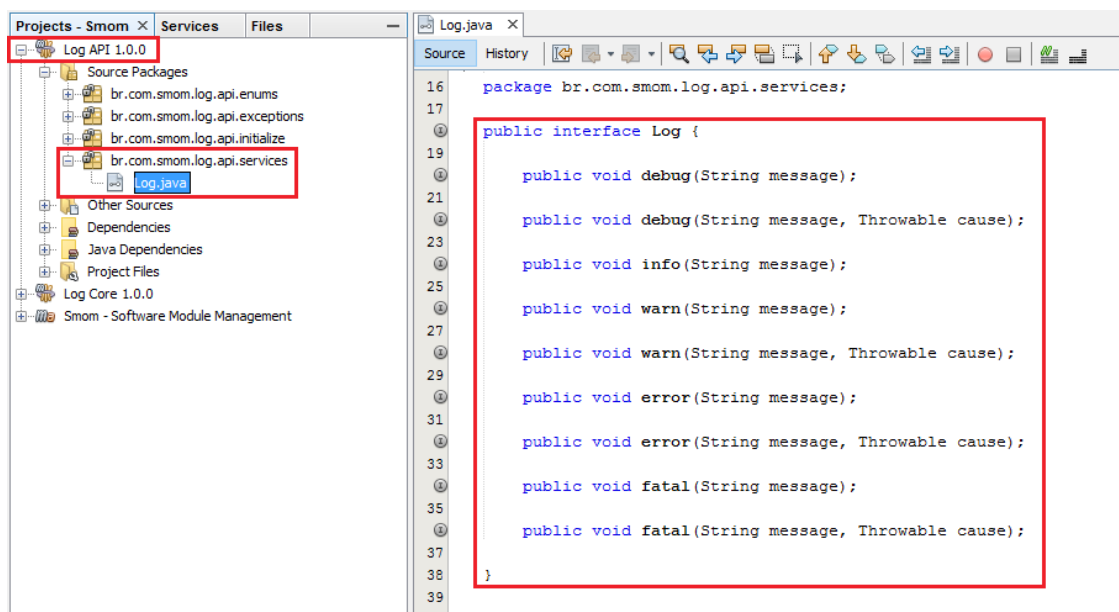 Projects - Smom × Services Files
Log API 1.0.0
Source Packages
br.com.smom.log.api.enums
br.com.smom.log.api.exceptions
br.com.smom.log.api.initialize
br.com.smom.log.api.services
Log.java
Other Sources
Dependencies
Java Dependencies
Project Files
Log Core 1.0.0
Smom - Software Module Management
Log.java ×
Source History
16 package br.com.smom.log.api.services;
17
public interface Log {
19
public void debug(String message);
21
public void debug(String message, Throwable cause);
23
public void info(String message);
25
public void warn(String message);
27
public void warn(String message, Throwable cause);
29
public void error(String message);
31
public void error(String message, Throwable cause);
33
public void fatal(String message);
35
public void fatal(String message, Throwable cause);
37
38 }
39